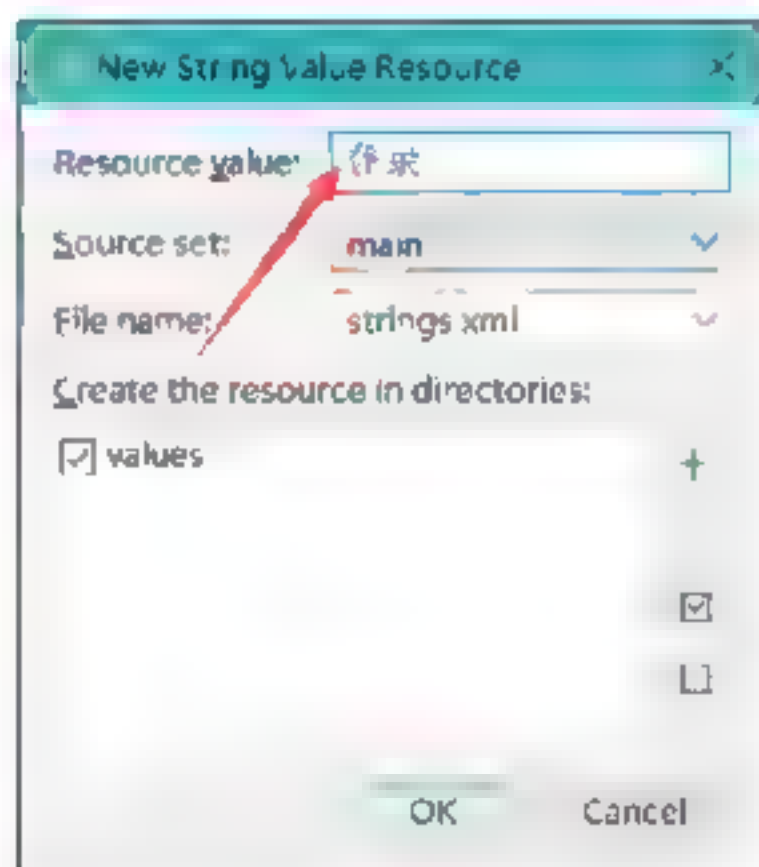 New String Value Resource
Resource value:
Source set: main
File name: strings.xml
Create the resource in directories:
values
OK Cancel